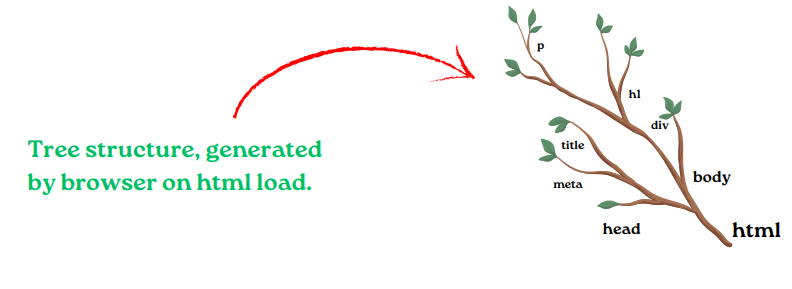 Tree structure, generated
by browser on html load.
p
hl
div
title
meta
body
head
html